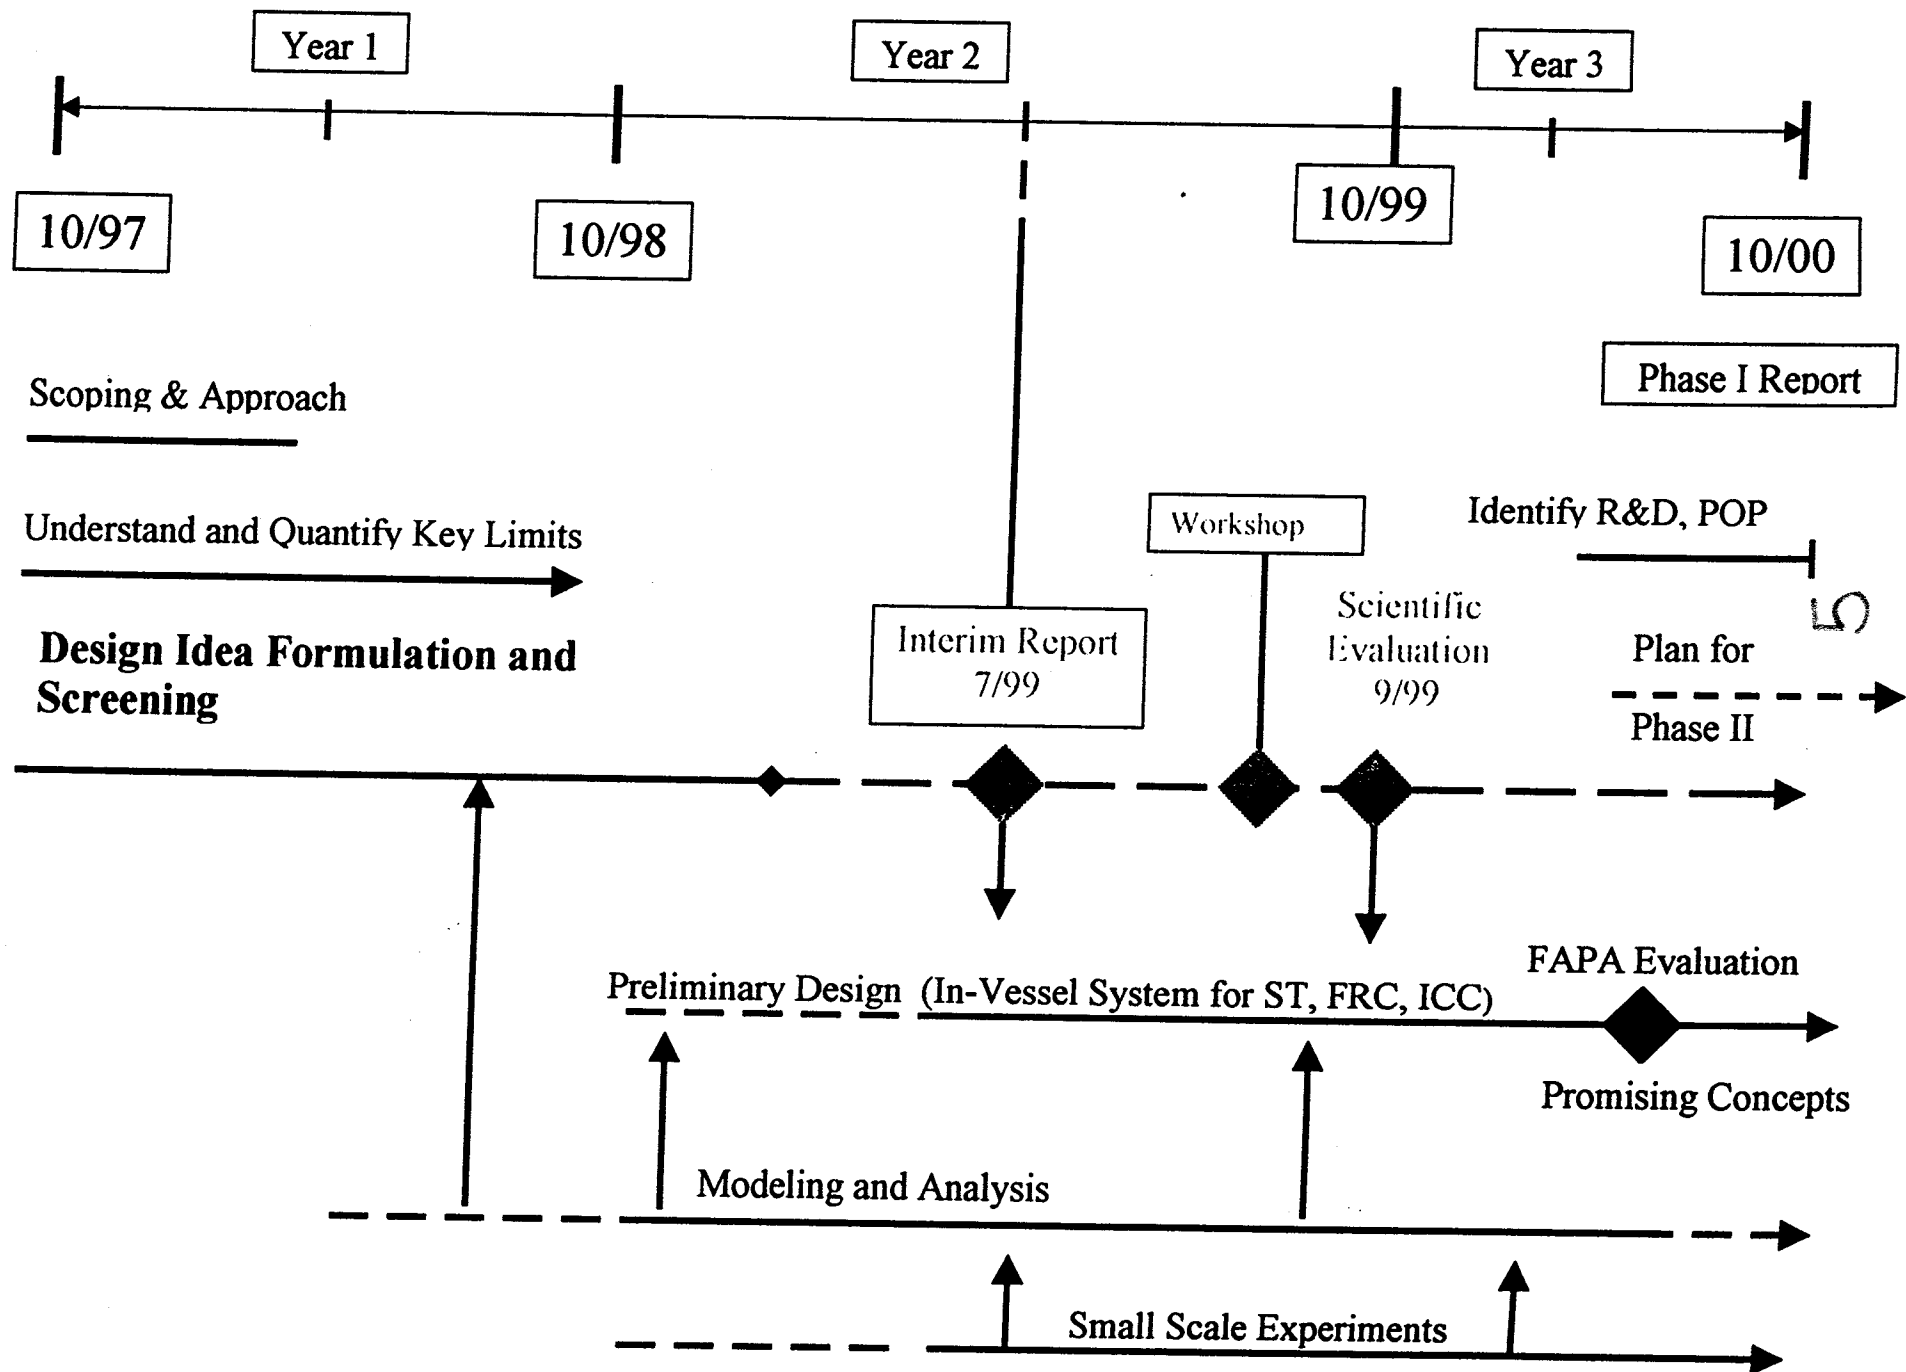 Year 1
Year 2
Year 3
10/97
10/98
10/99
10/00
Phase I Report
Scoping & Approach
Understand and Quantify Key Limits
Workshop
Identify R&D, POP
Design Idea Formulation and
Screening
Interim Report
7/99
Scientific
Evaluation
9/99
5
Plan for
Phase II
FAPA Evaluation
Preliminary Design (In-Vessel System for ST, FRC, ICC)
Promising Concepts
Modeling and Analysis
Small Scale Experiments